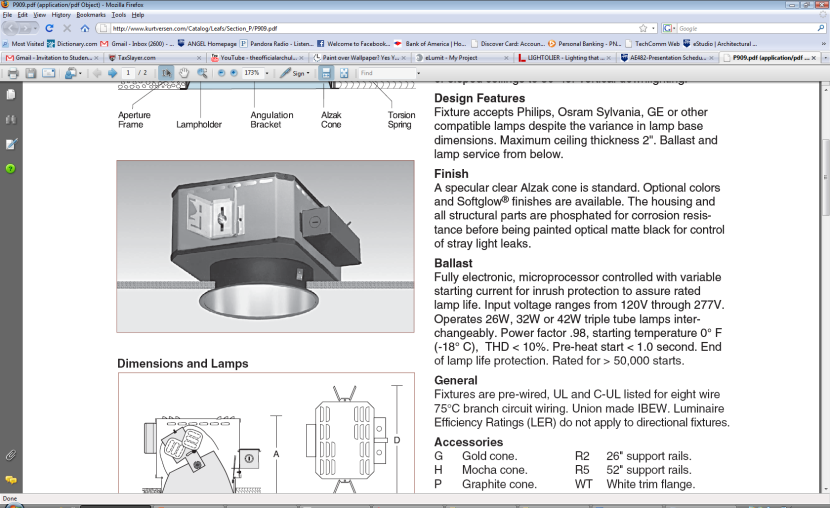 P909.pdf (application/pdf Object) - Mozilla Firefox
File Edit View History Bookmarks Tools Help
http://www.kurtversen.com/Catalog/Leafs/Section_P/P909.pdf
Google
Most Visited Dictionary.com Gmail - Inbox (2600) - ... ANGEL Homepage Pandora Radio - Listen... Welcome to Facebook... Bank of America | Ho... Discover Card: Accoun... Personal Banking - PN... TechComm Web eStudio | Architectural ...
Gmail - Invitation to Studen... TaxSlayer.com YouTube - theofficialarchul... Paint over Wallpaper? Yes Y... eLumit - My Project LIGHTOLIER - Lighting that ... AE482-Presentation Schedu... P909.pdf (application/pdf ...
1 / 2 173% Sign Find
Aperture Frame
Lampholder
Angulation Bracket
Alzak Cone
Torsion Spring
Dimensions and Lamps
A
D
Design Features
Fixture accepts Philips, Osram Sylvania, GE or other
compatible lamps despite the variance in lamp base
dimensions. Maximum ceiling thickness 2". Ballast and
lamp service from below.
Finish
A specular clear Alzak cone is standard. Optional colors
and Softglow® finishes are available. The housing and
all structural parts are phosphated for corrosion resis-
tance before being painted optical matte black for control
of stray light leaks.
Ballast
Fully electronic, microprocessor controlled with variable
starting current for inrush protection to assure rated
lamp life. Input voltage ranges from 120V through 277V.
Operates 26W, 32W or 42W triple tube lamps inter-
changeably. Power factor .98, starting temperature 0° F
(-18° C), THD < 10%. Pre-heat start < 1.0 second. End
of lamp life protection. Rated for > 50,000 starts.
General
Fixtures are pre-wired, UL and C-UL listed for eight wire
75°C branch circuit wiring. Union made IBEW. Luminaire
Efficiency Ratings (LER) do not apply to directional fixtures.
Accessories
G Gold cone. R2 26" support rails.
H Mocha cone. R5 52" support rails.
P Graphite cone. WT White trim flange.
Done